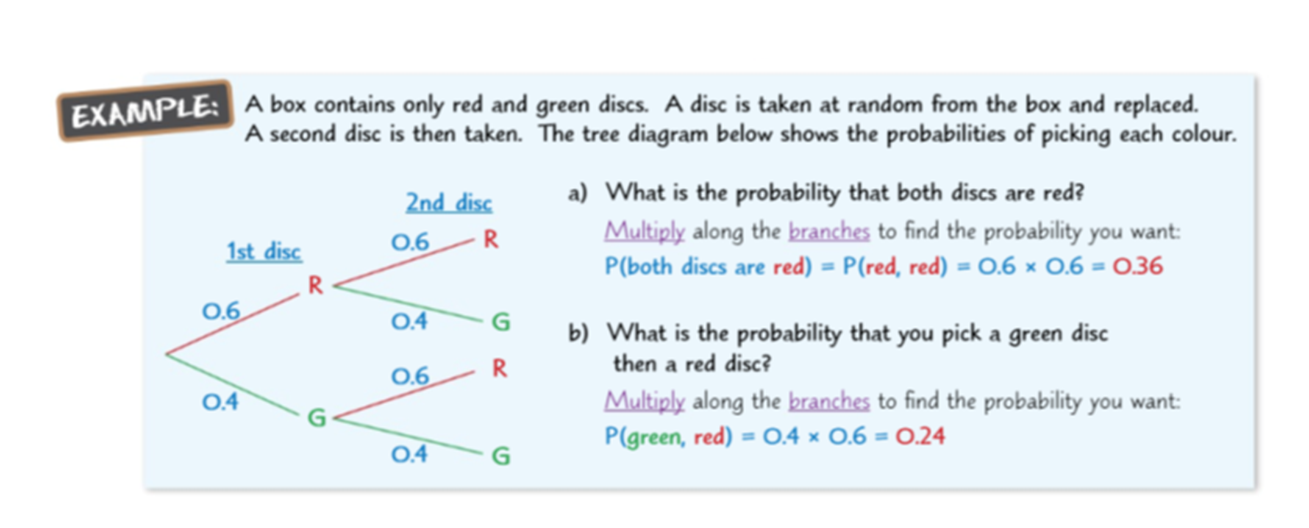 EXAMPLE:
A box contains only red and green discs. A disc is taken at random from the box and replaced.
A second disc is then taken. The tree diagram below shows the probabilities of picking each colour.
1st disc
2nd disc
0.6
R
0.4
G
0.6
R
0.4
G
0.6
R
0.4
G
a) What is the probability that both discs are red?
Multiply along the branches to find the probability you want:
P(both discs are red) = P(red, red) = 0.6 × 0.6 = 0.36
b) What is the probability that you pick a green disc
then a red disc?
Multiply along the branches to find the probability you want:
P(green, red) = 0.4 × 0.6 = 0.24